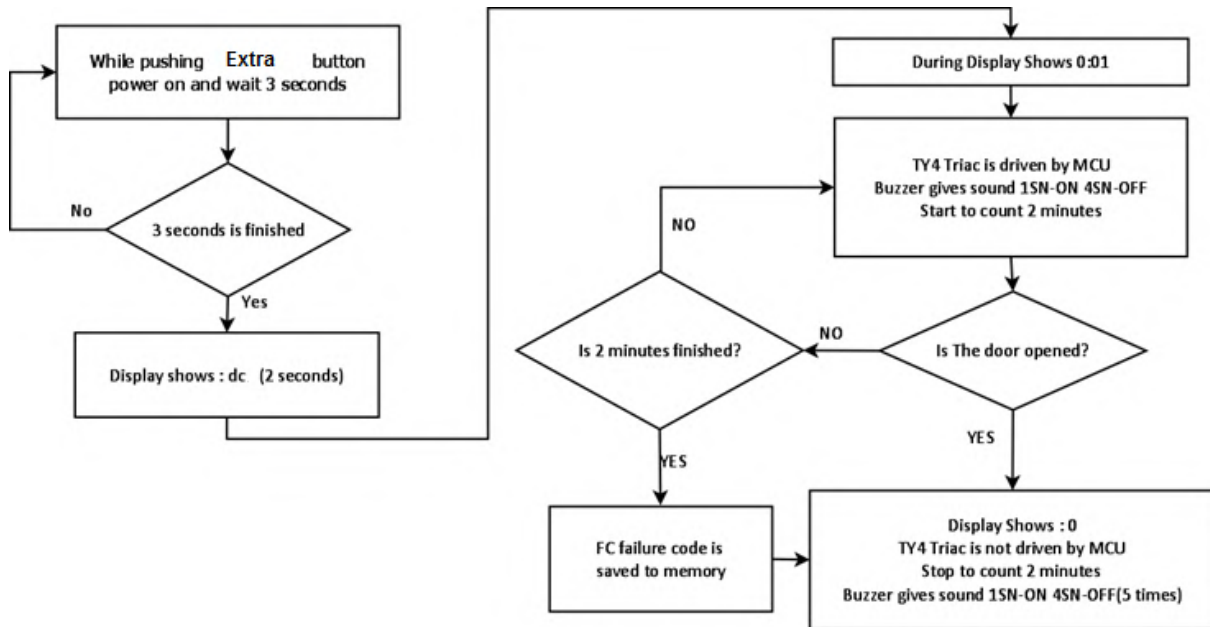 While pushing Extra button
power on and wait 3 seconds
No
3 seconds is finished
Yes
Display shows : dc (2 seconds)
During Display Shows 0:01
TY4 Triac is driven by MCU
Buzzer gives sound 1SN-ON 4SN-OFF
Start to count 2 minutes
NO
Is The door opened?
NO
Is 2 minutes finished?
YES
YES
FC failure code is
saved to memory
Display Shows : 0
TY4 Triac is not driven by MCU
Stop to count 2 minutes
Buzzer gives sound 1SN-ON 4SN-OFF(5 times)